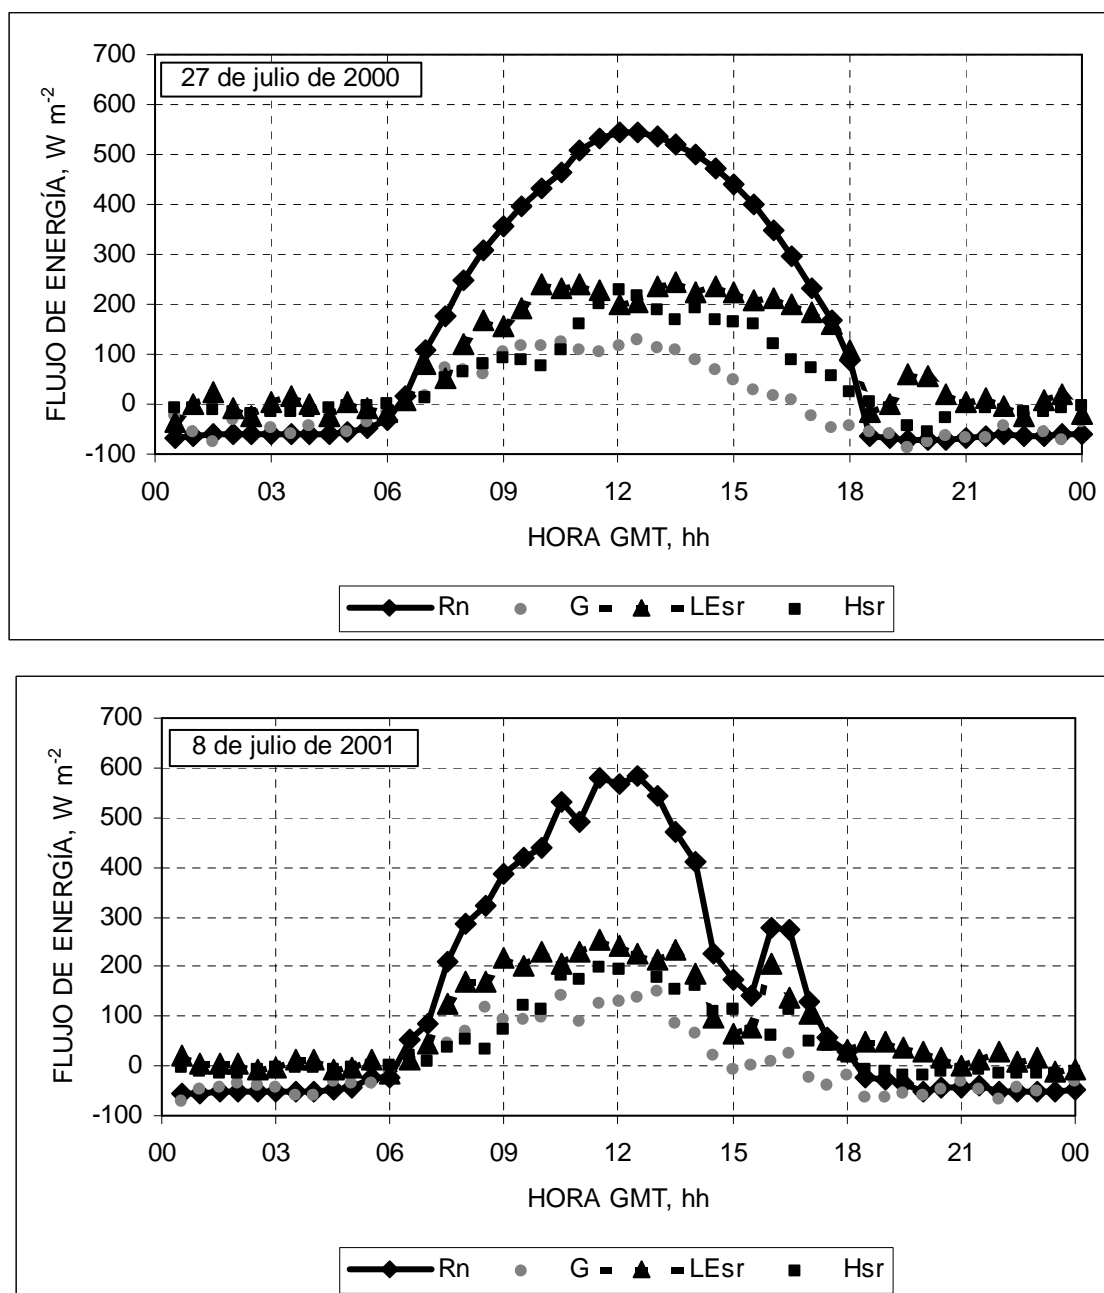 27 de julio de 2000
FLUJO DE ENERGÍA, W m-2
700
600
500
400
300
200
100
0
-100
00 03 06 09 12 15 18 21 00
HORA GMT, hh
Rn G LEsr Hsr
8 de julio de 2001
FLUJO DE ENERGÍA, W m-2
700
600
500
400
300
200
100
0
-100
00 03 06 09 12 15 18 21 00
HORA GMT, hh
Rn G LEsr Hsr